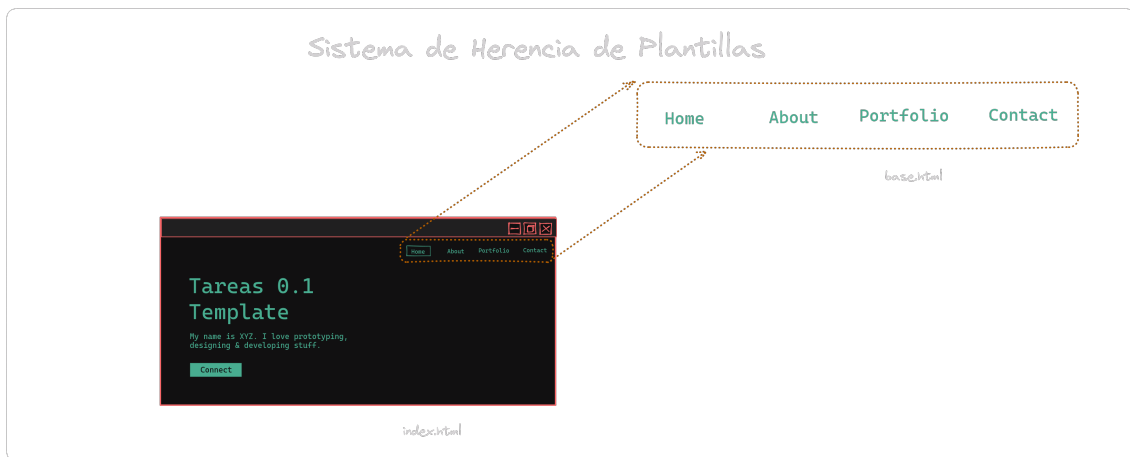 Sistema de Herencia de Plantillas
Home About Portfolio Contact
base.html
Home About Portfolio Contact
Tareas 0.1
Template
My name is XYZ. I love prototyping,
designing & developing stuff.
Connect
index.html